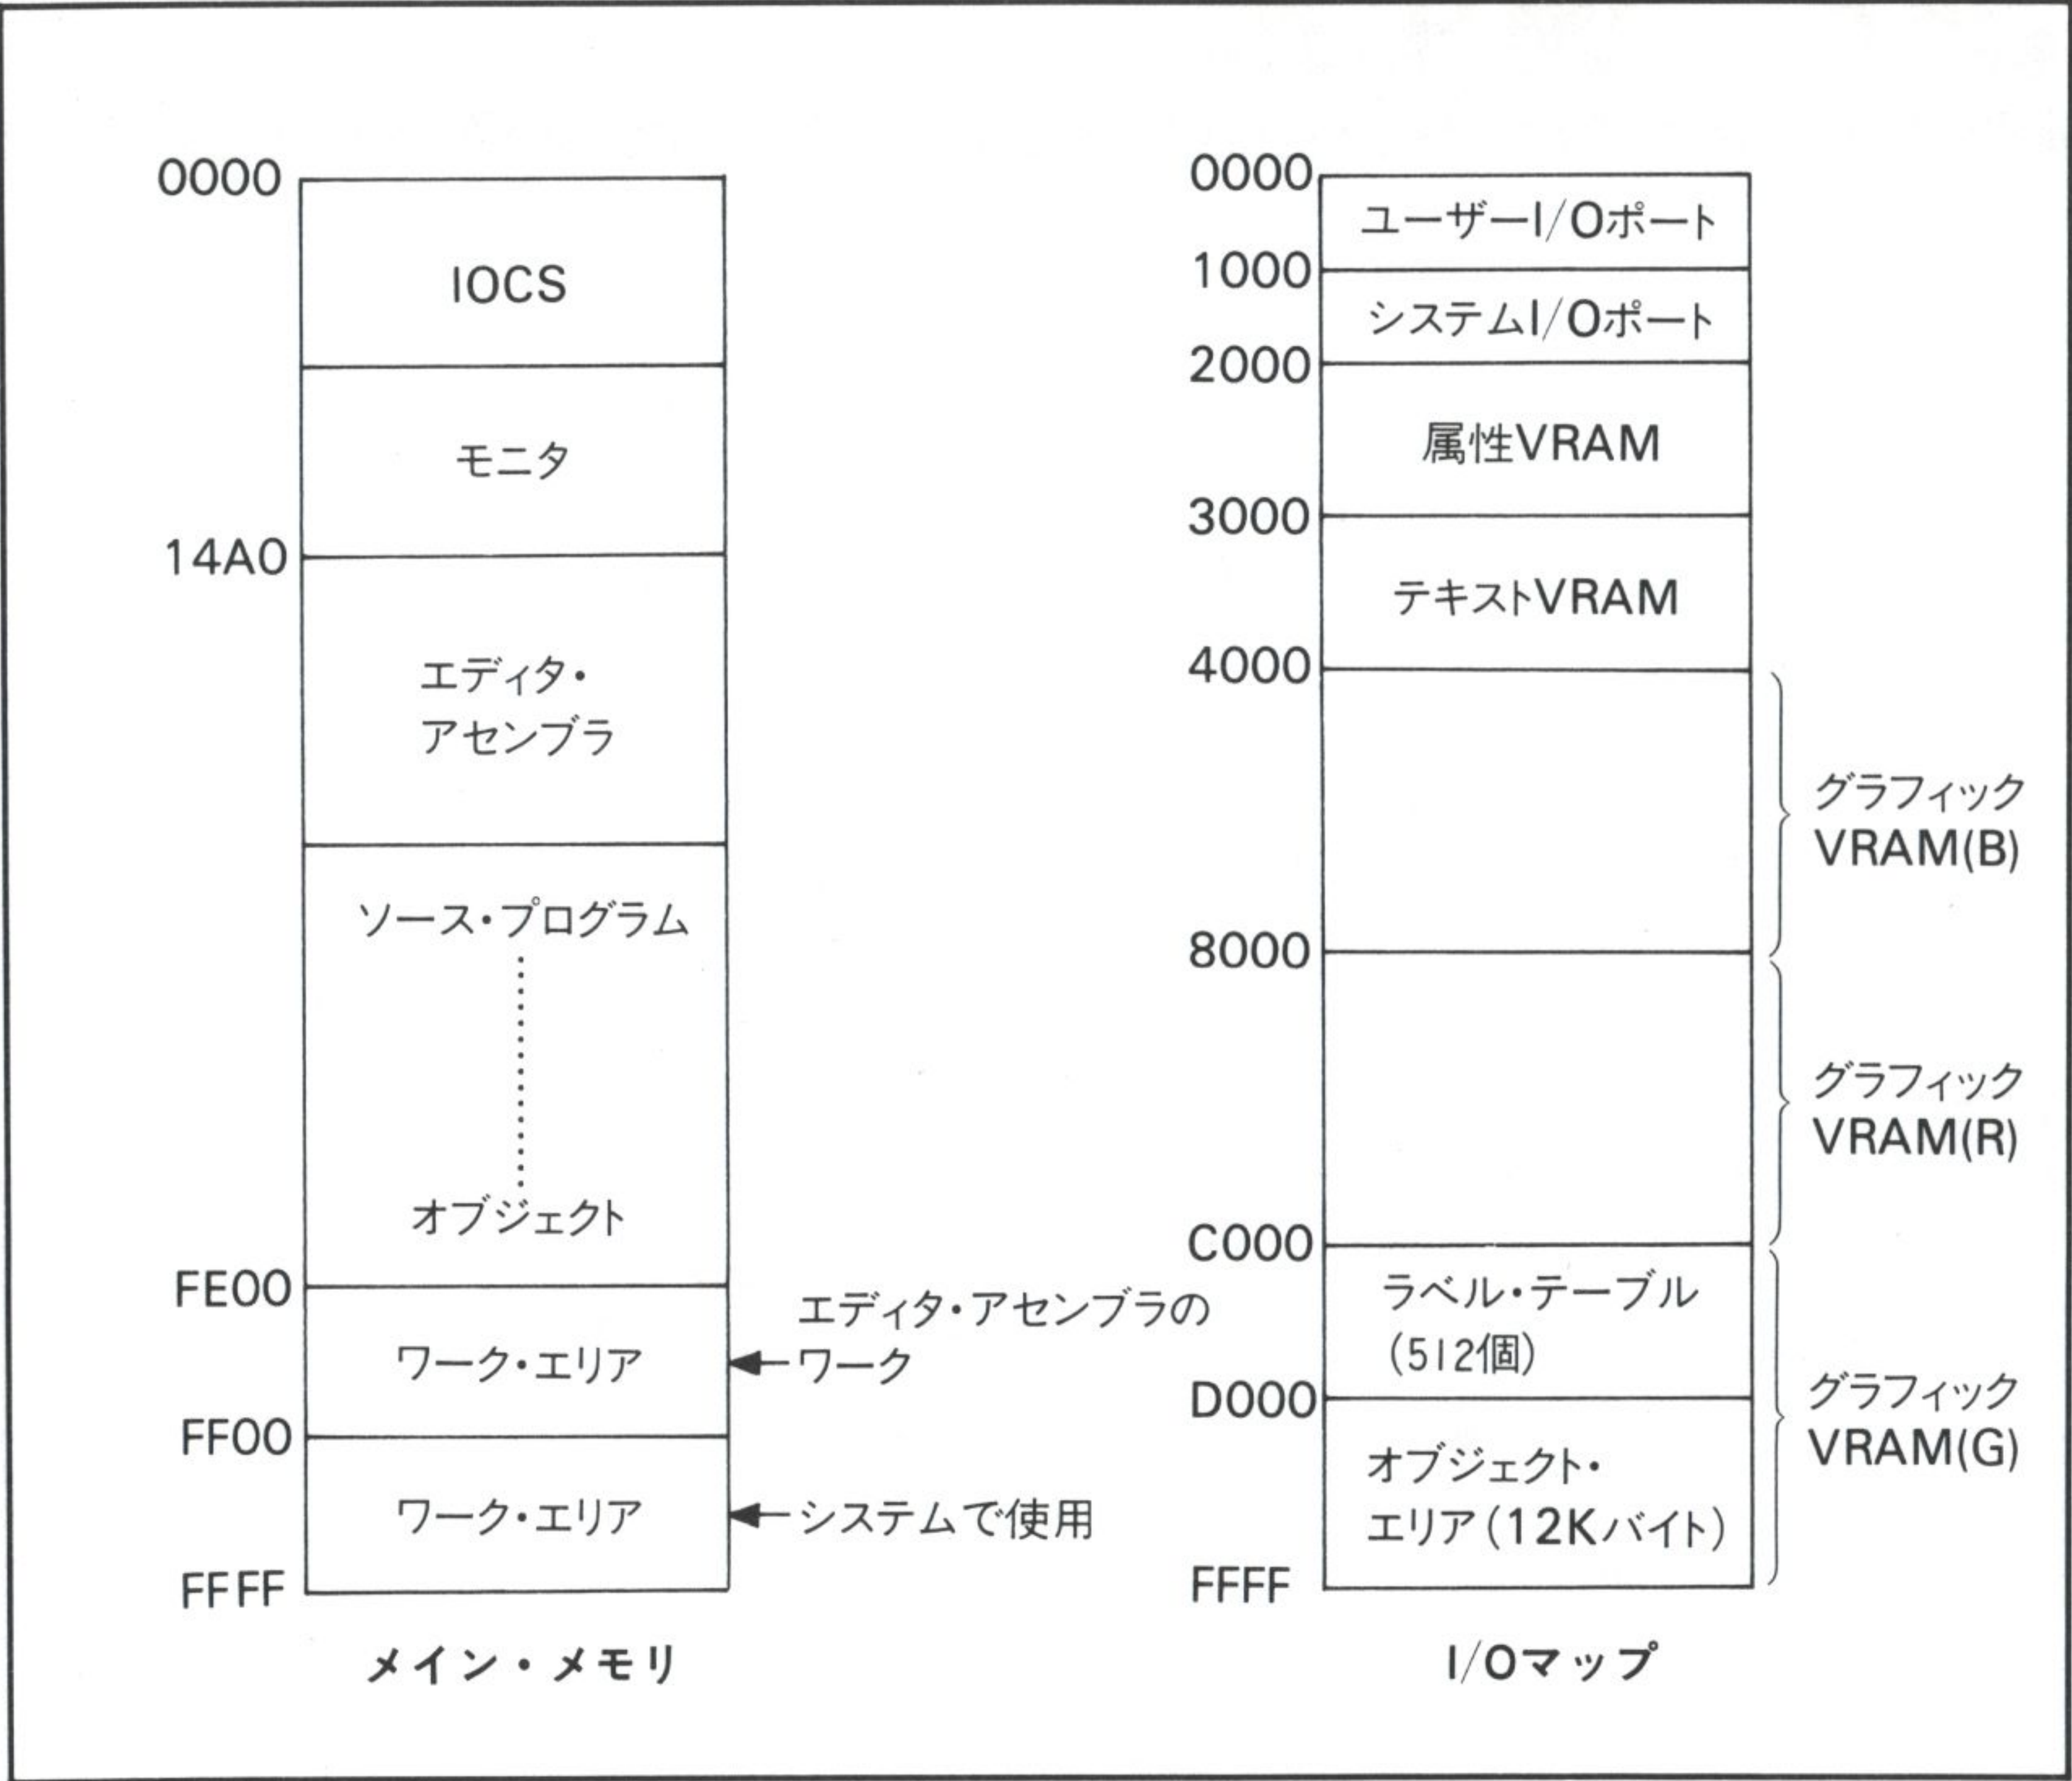 0000
IOCS
モニタ
14A0
エディタ・
アセンブラ
ソース・プログラム
オブジェクト
FE00
ワーク・エリア
エディタ・アセンブラの
ワーク
FF00
ワーク・エリア
システムで使用
FFFF
メイン・メモリ
0000
ユーザーI/Oポート
1000
システムI/Oポート
2000
属性VRAM
3000
テキストVRAM
4000
グラフィック
VRAM(B)
8000
グラフィック
VRAM(R)
C000
ラベル・テーブル
(512個)
D000
グラフィック
VRAM(G)
オブジェクト・
エリア(12Kバイト)
FFFF
I/Oマップ